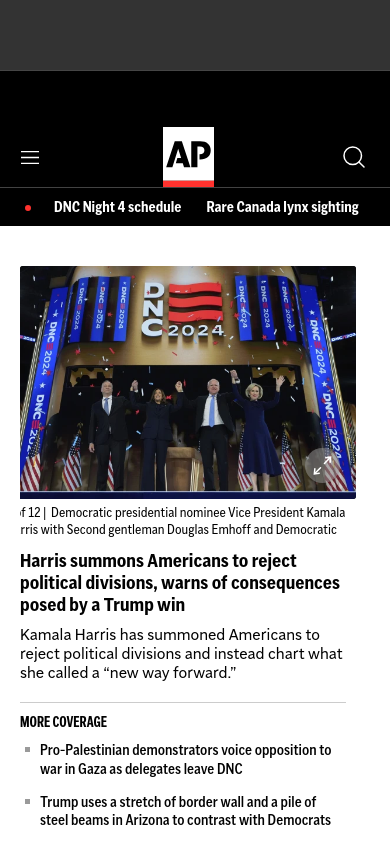 AP
DNC Night 4 schedule
Rare Canada lynx sighting
DNC
2024
DNC 2024
DNC 2024
of 12 | Democratic presidential nominee Vice President Kamala
rris with Second gentleman Douglas Emhoff and Democratic
Harris summons Americans to reject
political divisions, warns of consequences
posed by a Trump win
Kamala Harris has summoned Americans to
reject political divisions and instead chart what
she called a “new way forward.”
MORE COVERAGE
Pro-Palestinian demonstrators voice opposition to
war in Gaza as delegates leave DNC
Trump uses a stretch of border wall and a pile of
steel beams in Arizona to contrast with Democrats